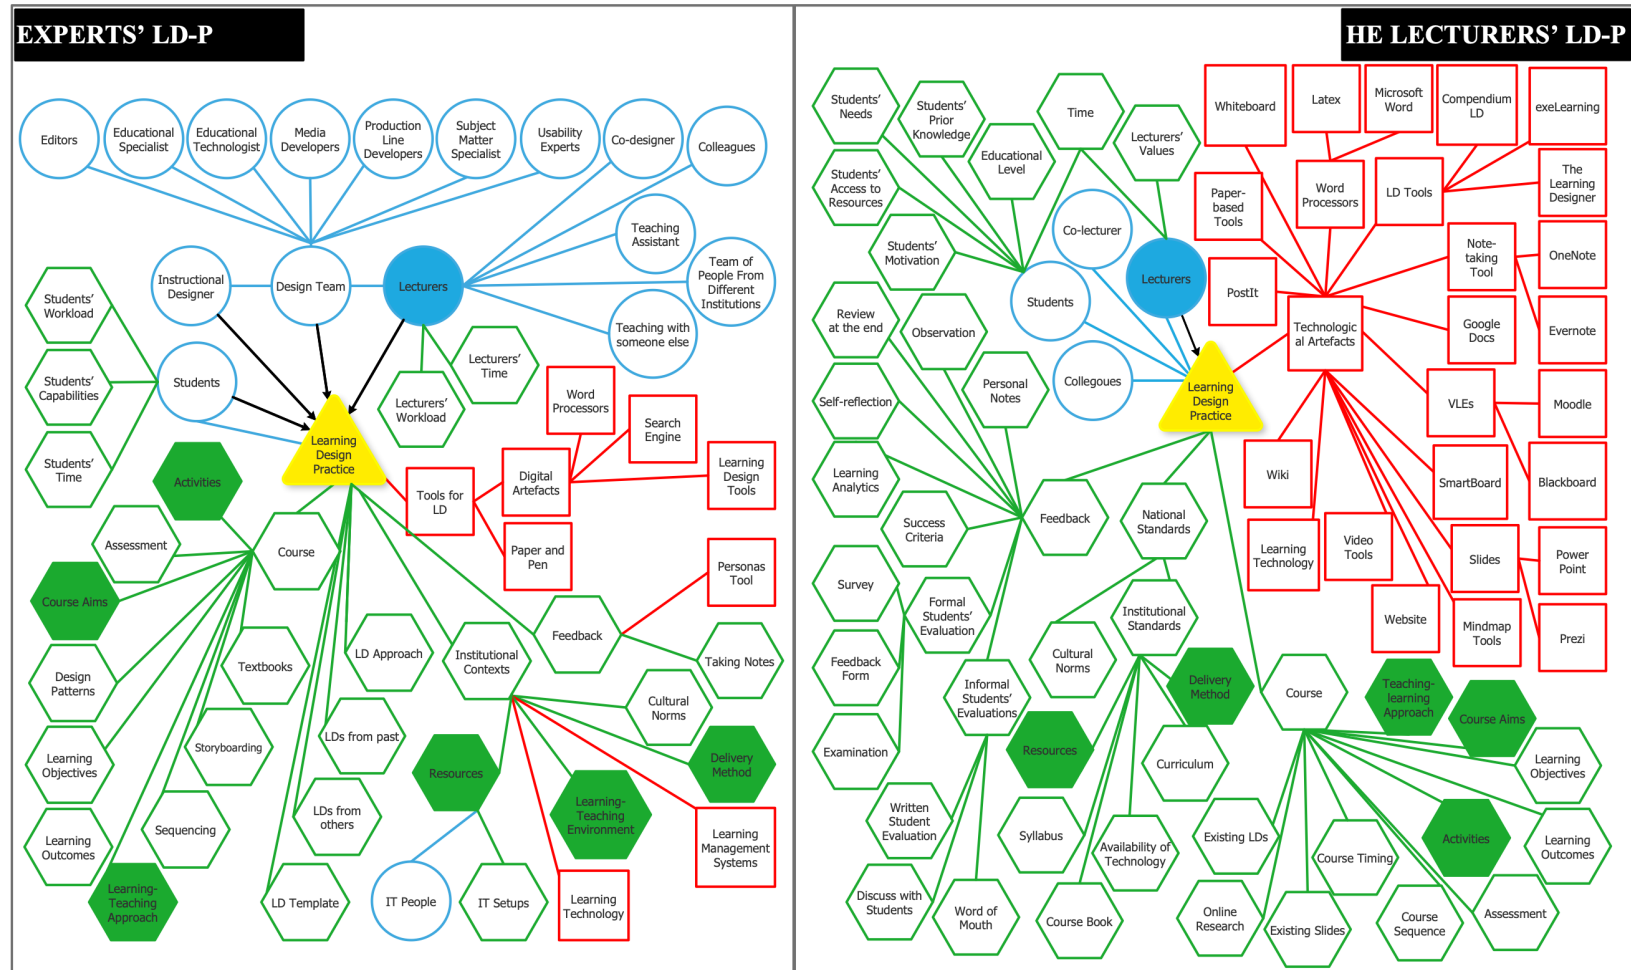 EXPERTS' LD-P
Editors
Educational
Specialist
Educational
Technologist
Media
Developers
Production
Line
Developers
Subject
Matter
Specialist
Usability
Experts
Co-designer
Colleagues
Teaching
Assistant
Team of
People From
Different
Institutions
Teaching with
someone else
Instructional
Designer
Design Team
Lecturers
Students'
Workload
Students'
Capabilities
Students'
Time
Students
Lecturers'
Time
Lecturers'
Workload
Learning
Design
Practice
Word
Processors
Search
Engine
Learning
Design
Tools
Digital
Artefacts
Tools for
LD
Paper and
Pen
Personas
Tool
Activities
Assessment
Course
Course Aims
Design
Patterns
Textbooks
LD Approach
Institutional
Contexts
Feedback
Taking Notes
Cultural
Norms
Delivery
Method
Learning
Objectives
Storyboarding
LDs from past
Resources
Learning-
Teaching
Environment
Learning
Outcomes
Sequencing
LDs from
others
Learning
Management
Systems
Learning-
Teaching
Approach
LD Template
IT People
IT Setups
Learning
Technology
HE LECTURERS' LD-P
Students'
Needs
Students'
Prior
Knowledge
Time
Lecturers'
Values
Educational
Level
Students'
Access to
Resources
Students'
Motivation
Co-lecturer
Lecturers
Students
Collegoues
Learning
Design
Practice
Whiteboard
Latex
Microsoft
Word
Compendium
LD
exeLearning
Paper-
based
Tools
Word
Processors
LD Tools
The
Learning
Designer
Note-
taking
Tool
OneNote
PostIt
Technologic
al Artefacts
Google
Docs
Evernote
VLEs
Moodle
Wiki
SmartBoard
Blackboard
Learning
Technology
Video
Tools
Slides
Power
Point
Website
Mindmap
Tools
Prezi
Review
at the end
Observation
Personal
Notes
Self-reflection
Learning
Analytics
Success
Criteria
Feedback
National
Standards
Survey
Formal
Students'
Evaluation
Institutional
Standards
Feedback
Form
Informal
Students'
Evaluations
Cultural
Norms
Delivery
Method
Course
Teaching-
learning
Approach
Course Aims
Examination
Resources
Curriculum
Learning
Objectives
Written
Student
Evaluation
Syllabus
Availability of
Technology
Existing LDs
Course Timing
Activities
Learning
Outcomes
Discuss with
Students
Word of
Mouth
Course Book
Online
Research
Existing Slides
Course
Sequence
Assessment